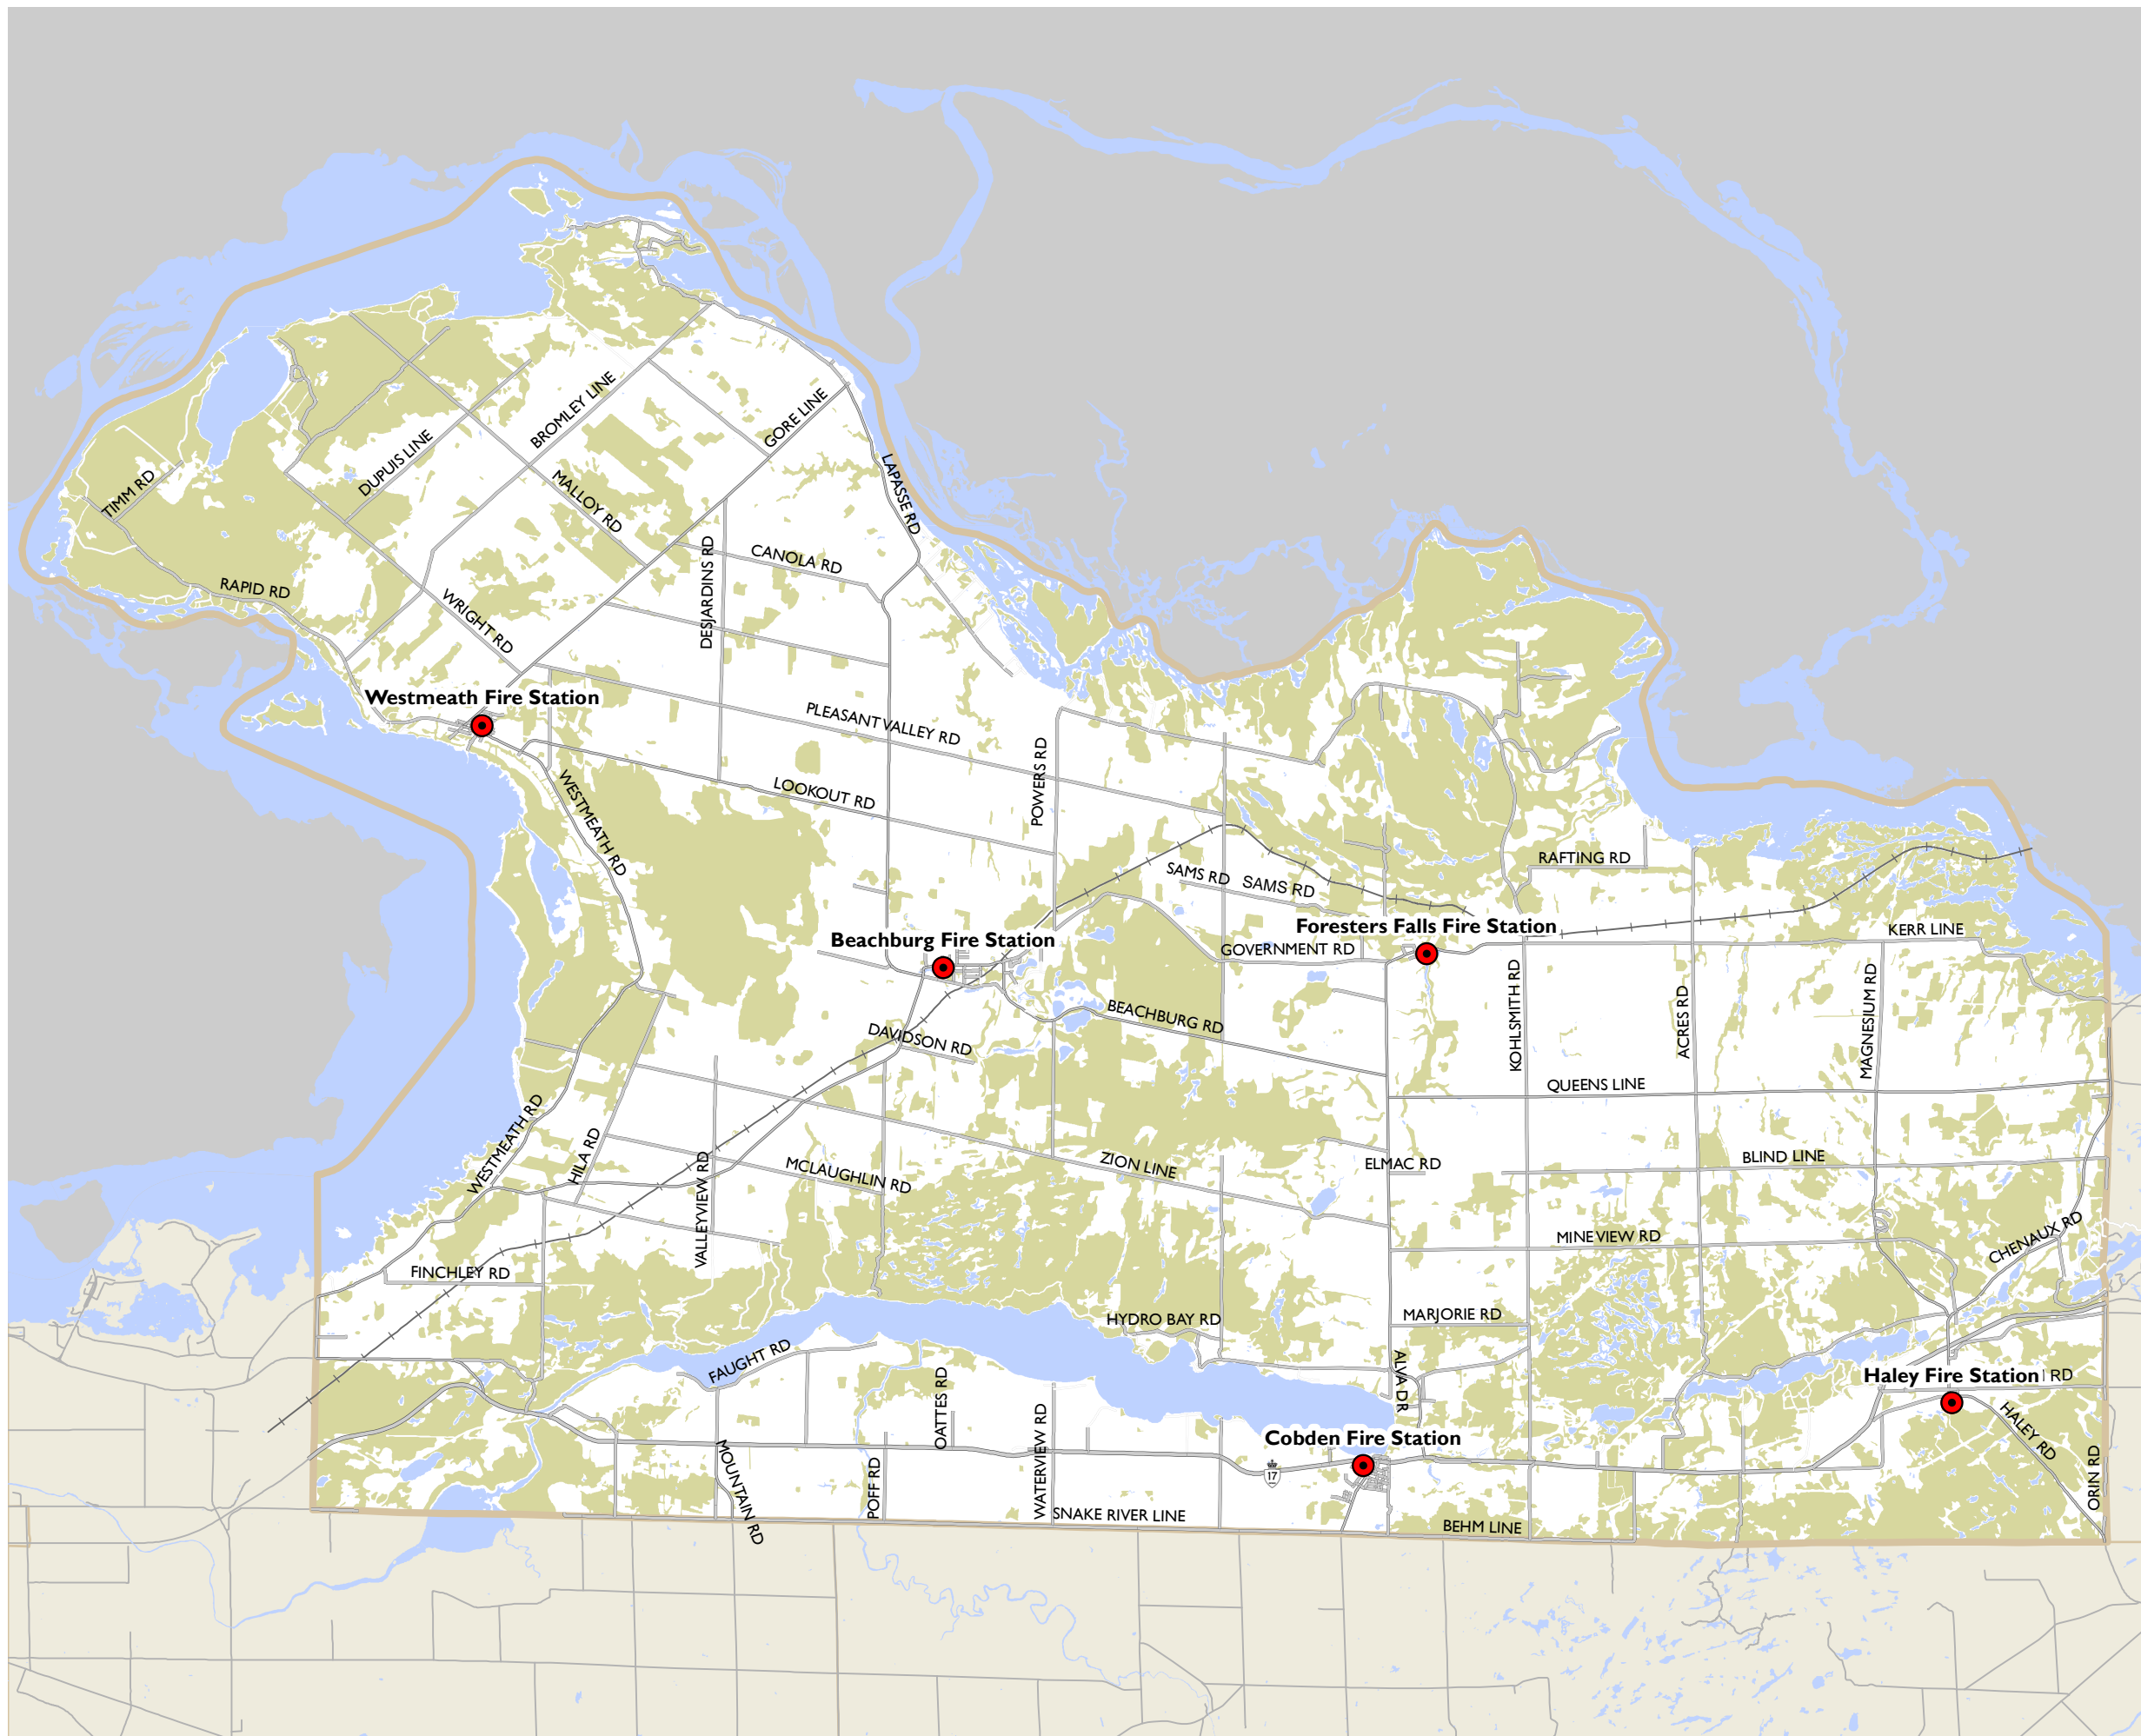 BROMLEY LINE
GORE LINE
DUPUIS LINE
TIMM RD
MALLOY RD
LAPASSE RD
CANOLA RD
DESJARDINS RD
RAPID RD
WRIGHT RD
Westmeath Fire Station
PLEASANT VALLEY RD
POWERS RD
LOOKOUT RD
WESTMEATH RD
RAFTING RD
SAMS RD
SAMS RD
Foresters Falls Fire Station
Beachburg Fire Station
GOVERNMENT RD
KERR LINE
KOHLSMITH RD
ACRES RD
MAGNESIUM RD
BEACHBURG RD
DAVIDSON RD
QUEENS LINE
WESTMEATH RD
HILA RD
VALLEYVIEW RD
MCLAUGHLIN RD
ZION LINE
ELMAC RD
BLIND LINE
MINEVIEW RD
CHENAUX RD
FINCHLEY RD
HYDRO BAY RD
MARJORIE RD
FAUGHT RD
ALVA DR
Haley Fire Station
RD
OATTES RD
WATERVIEW RD
Cobden Fire Station
17
HALEY RD
ORIN RD
MOUNTAIN RD
POFF RD
SNAKE RIVER LINE
BEHM LINE